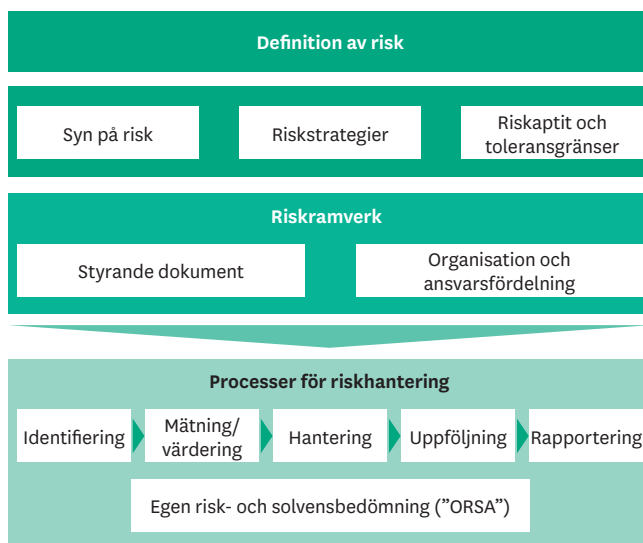 Definition av risk
Syn på risk
Riskstrategier
Riskaptit och
toleransgränser
Riskramverk
Styrande dokument
Organisation och
ansvarsfördelning
Processer för riskhantering
Identifiering
Mätning/
värdering
Hantering
Uppföljning
Rapportering
Egen risk- och solvensbedömning (”ORSA”)